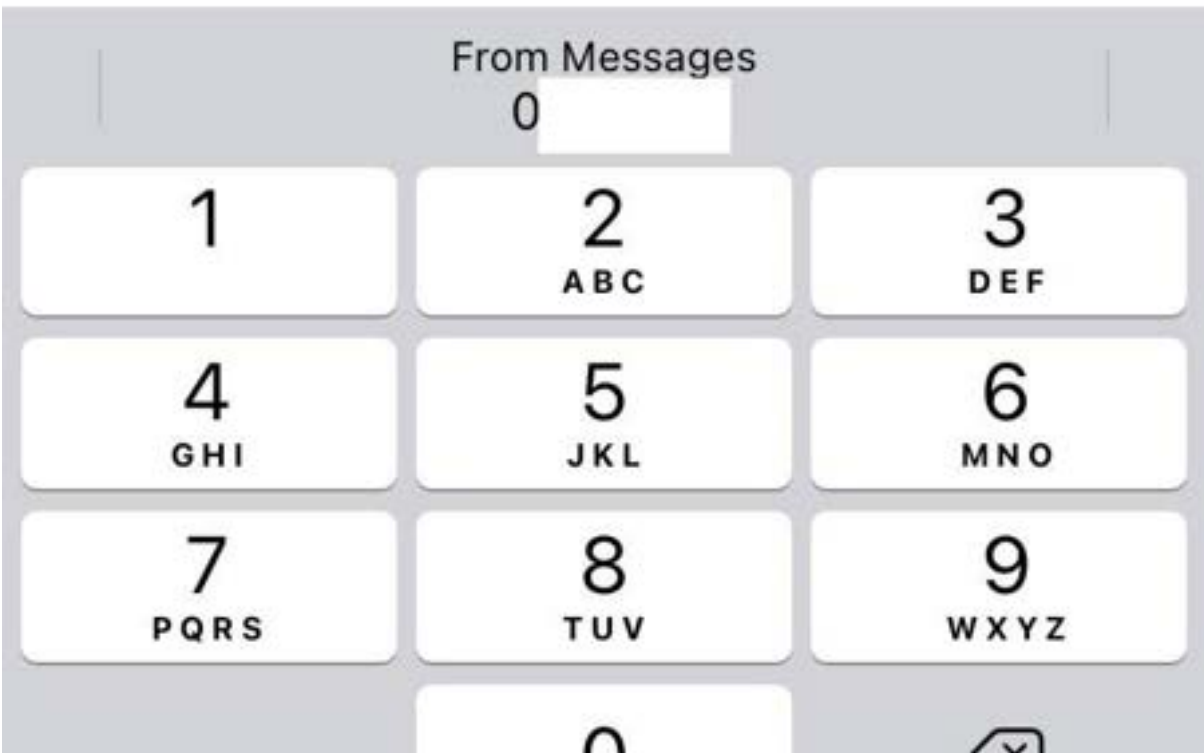 From Messages
0
1 2 3
ABC DEF
4 5 6
GHI JKL MNO
7 8 9
PQRS TUV WXYZ
0